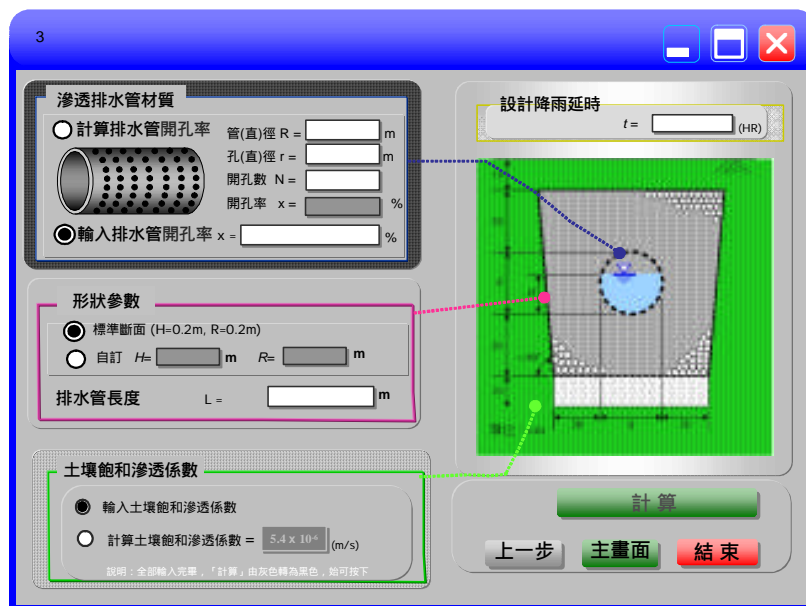 3
滲透排水管材質
計算排水管開孔率
管(直)徑 R = m
孔(直)徑 r = m
開孔數 N =
開孔率 x = %
輸入排水管開孔率 x = %
形狀參數
標準斷面 (H=0.2m, R=0.2m)
自訂 H= m R= m
排水管長度 L = m
土壤飽和滲透係數
輸入土壤飽和滲透係數
計算土壤飽和滲透係數 = 5.4 x 10⁻⁶ (m/s)
說明：全部輸入完畢，「計算」由灰色轉為黑色，始可按下
設計降雨延時
t = (HR)
計 算
上一步 主畫面 結 束